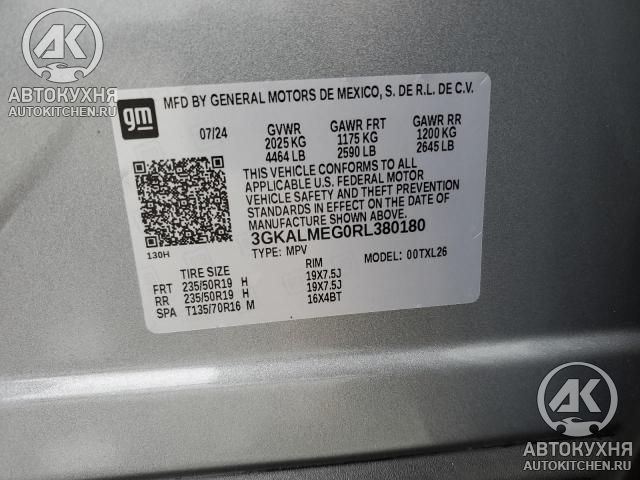 АК
АВТОКУХНЯ
AUTOKITCHEN.RU
gm
MFD BY GENERAL MOTORS DE MEXICO, S. DE R.L. DE C.V.
07/24 GVWR GAWR FRT GAWR RR
2025 KG 1175 KG 1200 KG
4464 LB 2590 LB 2645 LB
THIS VEHICLE CONFORMS TO ALL
APPLICABLE U.S. FEDERAL MOTOR
VEHICLE SAFETY AND THEFT PREVENTION
STANDARDS IN EFFECT ON THE DATE OF
MANUFACTURE SHOWN ABOVE.
3GKALMEG0RL380180
130H
TYPE: MPV MODEL: 00TXL26
TIRE SIZE RIM
FRT 235/50R19 H 19X7.5J
RR 235/50R19 H 19X7.5J
SPA T135/70R16 M 16X4BT
АК
АВТОКУХНЯ
AUTOKITCHEN.RU